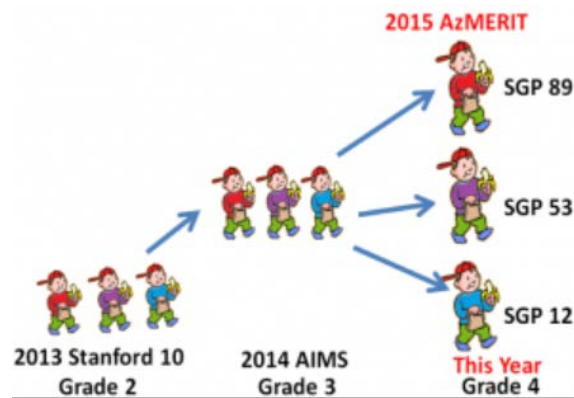 2015 AzMERIT
SGP 89
SGP 53
SGP 12
2013 Stanford 10
Grade 2
2014 AIMS
Grade 3
This Year
Grade 4